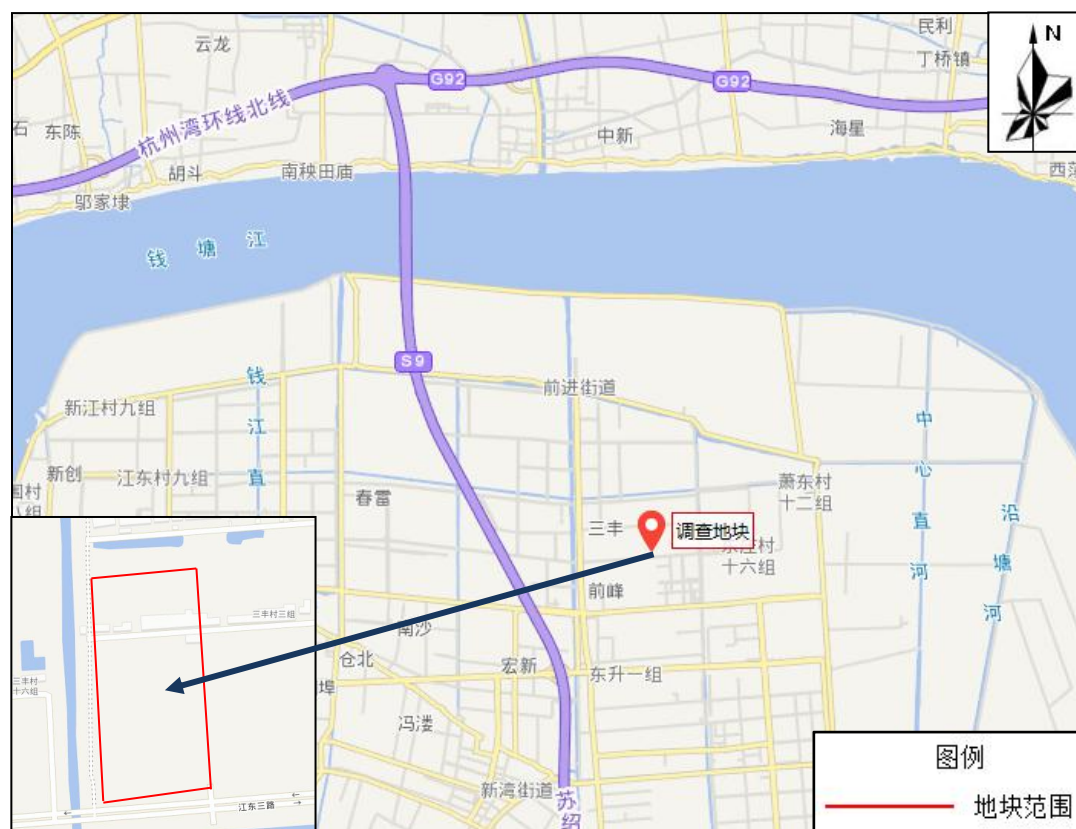 云龙
民利
丁桥镇
N
G92
G92
石
东陈
杭州湾环线北线
中新
海星
胡斗
南秧田庙
邬家埭
钱塘江
S9
前进街道
新江村九组
钱江直
中心直河
新创
江东村九组
春雷
萧东村
十二组
围村
八组
三丰
调查地块
十六组
沿塘河
前峰
南沙
仓北
宏新
东升一组
埠
冯溇
新湾街道
苏绍
三丰村三组
三丰村
十六组
江东三路
图例
地块范围